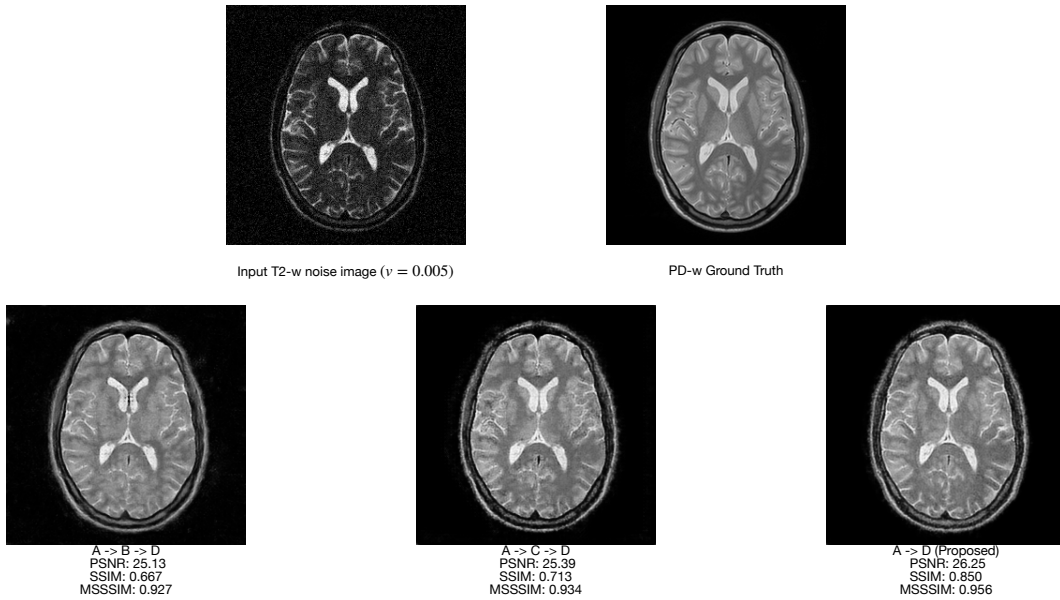 Input T2-w noise image (v = 0.005)
PD-w Ground Truth
A -> B -> D
PSNR: 25.13
SSIM: 0.667
MSSSIM: 0.927
A -> C -> D
PSNR: 25.39
SSIM: 0.713
MSSSIM: 0.934
A -> D (Proposed)
PSNR: 26.25
SSIM: 0.850
MSSSIM: 0.956